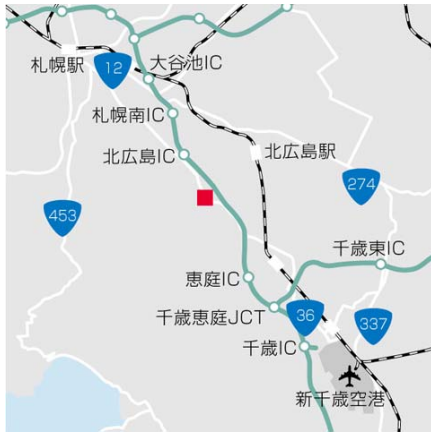 札幌駅
12
大谷池IC
札幌南IC
北広島IC
北広島駅
274
453
千歳東IC
恵庭IC
千歳恵庭JCT
36
337
千歳IC
新千歳空港